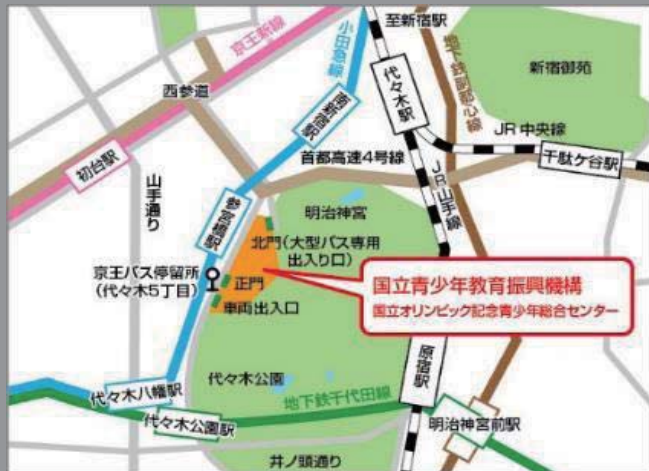 至新宿駅
京王新線
小田急線
地下鉄副都心線
新宿御苑
西参道
南新宿駅
代々木駅
JR中央線
初台駅
首都高速4号線
千駄ケ谷駅
山手通り
参宮橋駅
JR山手線
明治神宮
北門(大型バス専用
出入り口)
京王バス停留所
(代々木5丁目)
正門
車両出入口
国立青少年教育振興機構
国立オリンピック記念青少年総合センター
原宿駅
代々木公園
代々木八幡駅
地下鉄千代田線
代々木公園駅
明治神宮前駅
井ノ頭通り